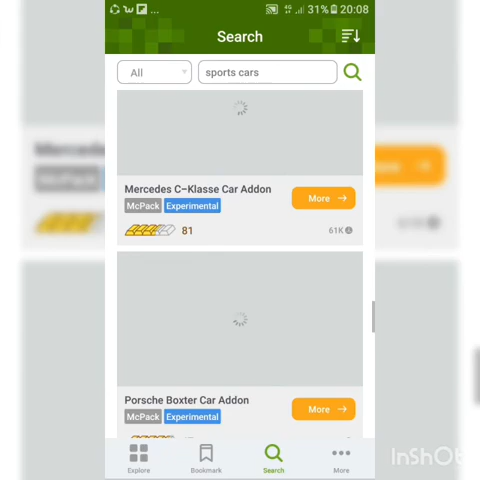 ... 4G 31% 20:08
Search
All
sports cars
Mercedes C-Klasse Car Addon
McPack Experimental
More →
81
61K
Porsche Boxter Car Addon
McPack Experimental
More →
Explore Bookmark Search More
InShOt